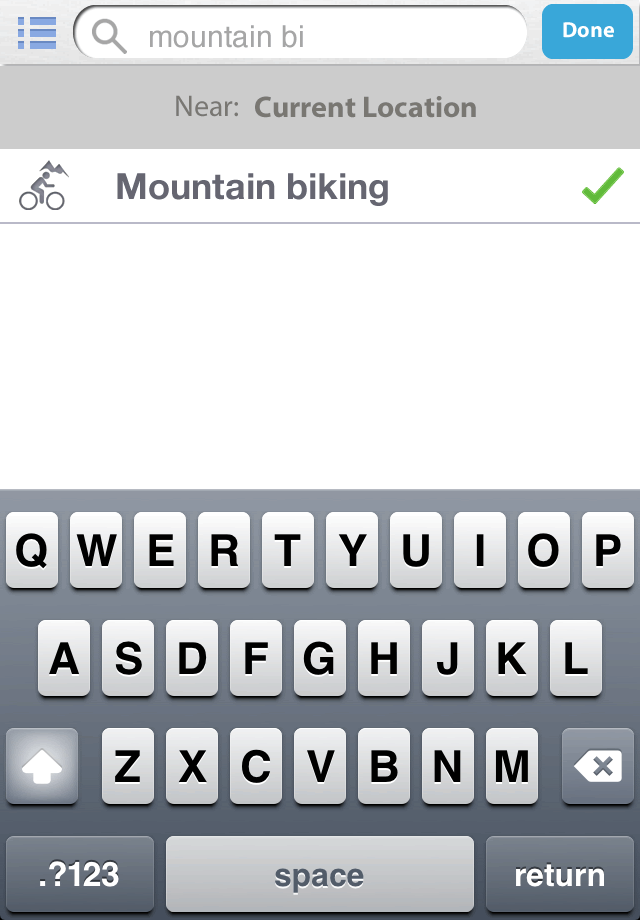 mountain bi
Done
Near: Current Location
Mountain biking
Q W E R T Y U I O P
A S D F G H J K L
Z X C V B N M
.?123 space return